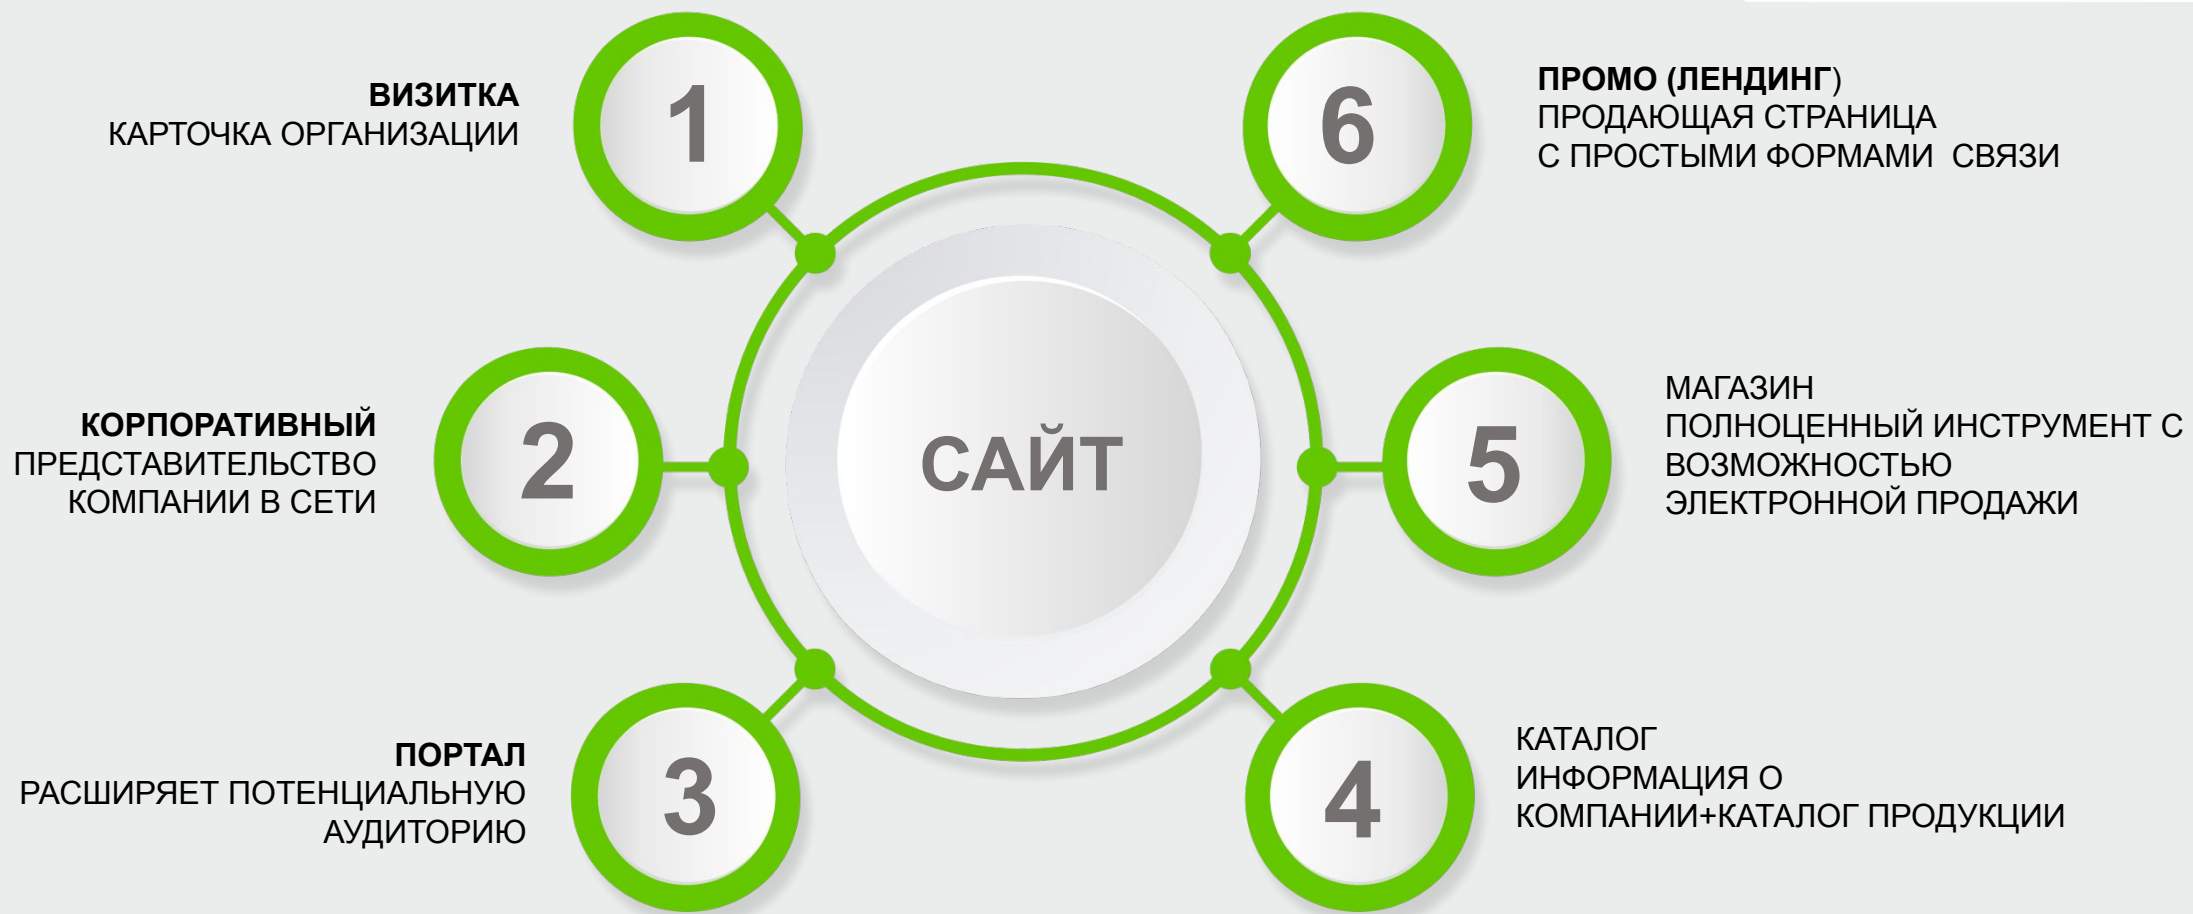 1
ВИЗИТКА
КАРТОЧКА ОРГАНИЗАЦИИ
2
КОРПОРАТИВНЫЙ
ПРЕДСТАВИТЕЛЬСТВО
КОМПАНИИ В СЕТИ
3
ПОРТАЛ
РАСШИРЯЕТ ПОТЕНЦИАЛЬНУЮ
АУДИТОРИЮ
САЙТ
6
ПРОМО (ЛЕНДИНГ)
ПРОДАЮЩАЯ СТРАНИЦА
С ПРОСТЫМИ ФОРМАМИ СВЯЗИ
5
МАГАЗИН
ПОЛНОЦЕННЫЙ ИНСТРУМЕНТ С
ВОЗМОЖНОСТЬЮ
ЭЛЕКТРОННОЙ ПРОДАЖИ
4
КАТАЛОГ
ИНФОРМАЦИЯ О
КОМПАНИИ+КАТАЛОГ ПРОДУКЦИИ